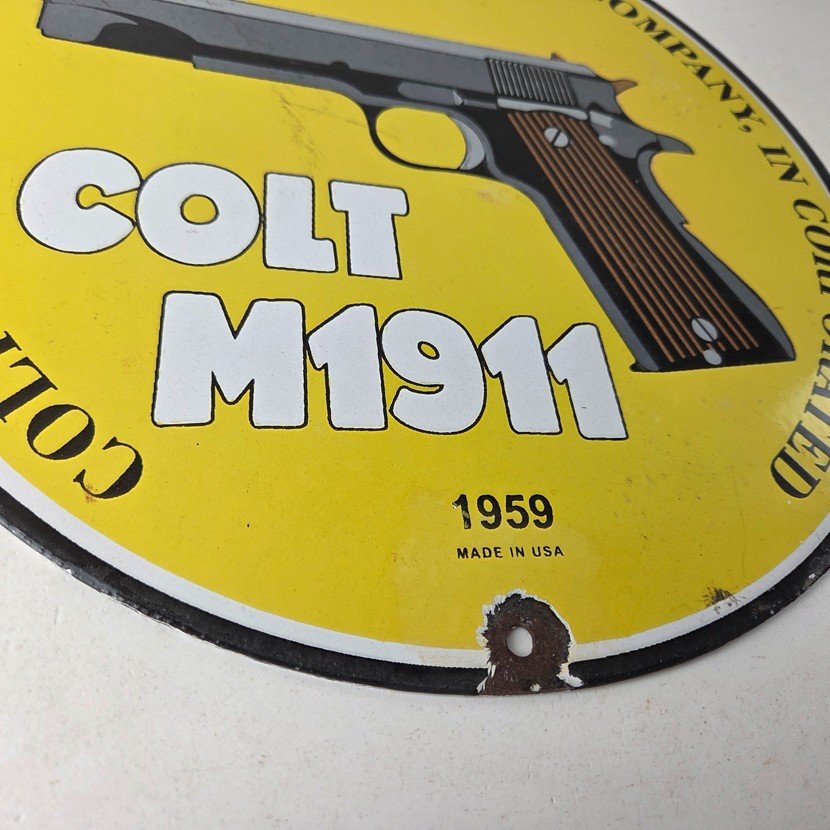 COMPANY, IN CORPORATED
COLT
M1911
COLT
1959
MADE IN USA